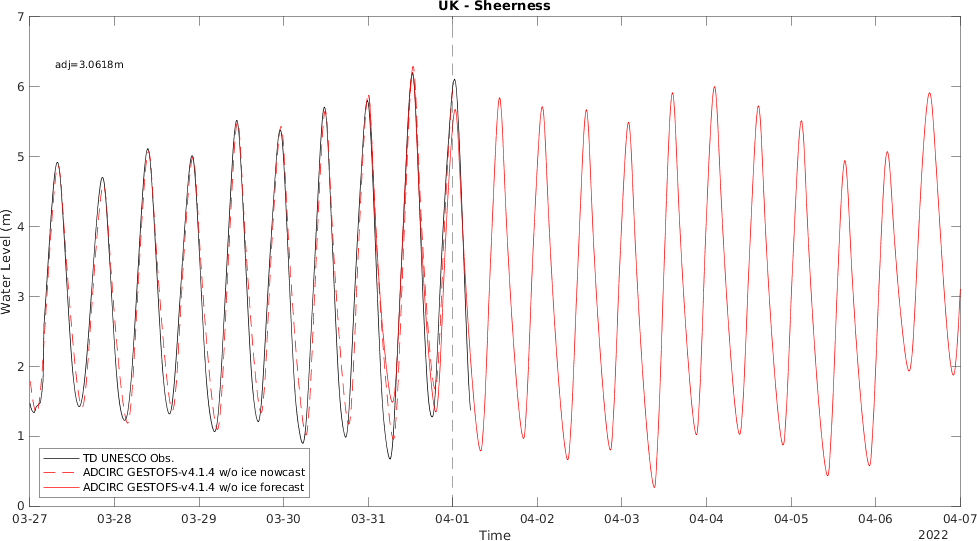 UK - Sheerness
7
adj=3.0618m
6
5
4
3
2
1
0
Water Level (m)
TD UNESCO Obs.
ADCIRC GESTOFS-v4.1.4 w/o ice nowcast
ADCIRC GESTOFS-v4.1.4 w/o ice forecast
03-27 03-28 03-29 03-30 03-31 04-01 04-02 04-03 04-04 04-05 04-06 04-07
Time
2022